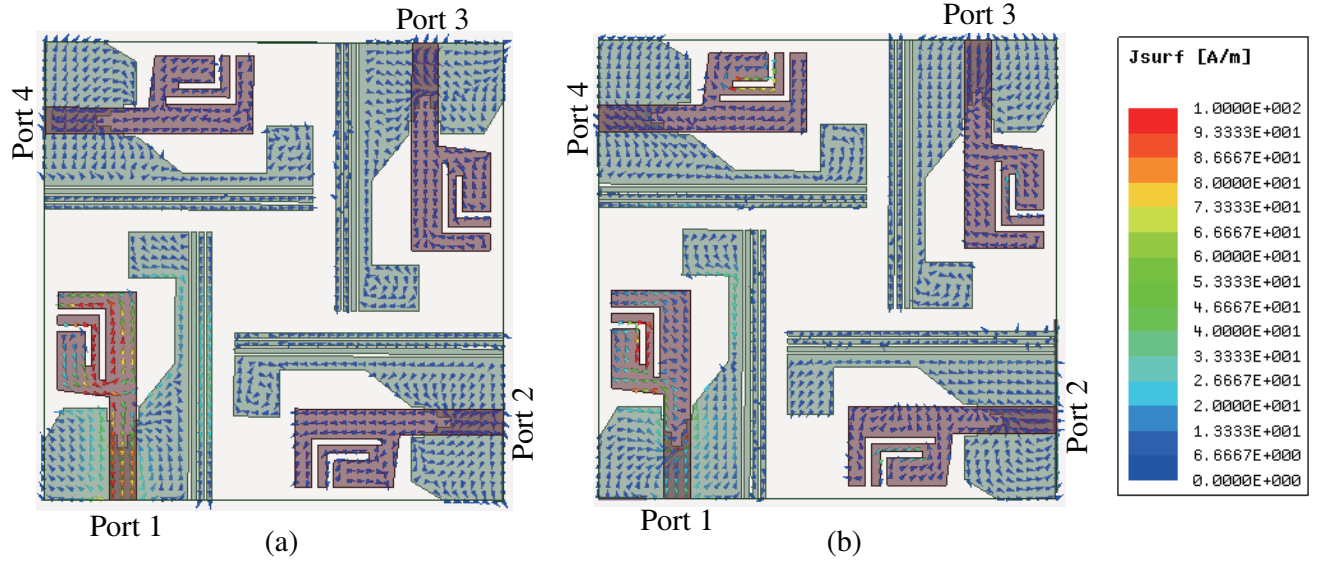 Port 3
Port 3
Port 4
Port 4
Port 2
Port 2
Port 1
Port 1
(a)
(b)
Jsurf [A/m]
1.0000E+002
9.3333E+001
8.6667E+001
8.0000E+001
7.3333E+001
6.6667E+001
6.0000E+001
5.3333E+001
4.6667E+001
4.0000E+001
3.3333E+001
2.6667E+001
2.0000E+001
1.3333E+001
6.6667E+000
0.0000E+000